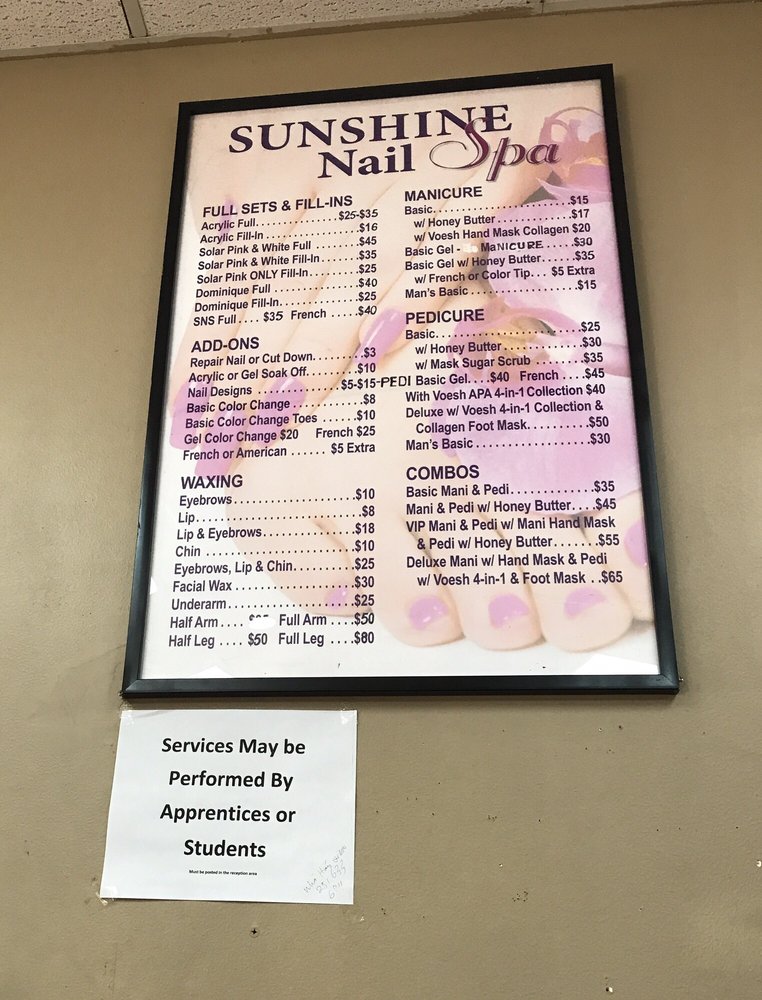 SUNSHINE
Nail Spa
FULL SETS & FILL-INS
Acrylic Full. . . . . . . . . . . . . . . . $25-$35
Acrylic Fill-In . . . . . . . . . . . . . . . . . . .$16
Solar Pink & White Full . . . . . . . . . .$45
Solar Pink & White Fill-In. . . . . . . . .$35
Solar Pink ONLY Fill-In. . . . . . . . . . .$25
Dominique Full . . . . . . . . . . . . . . . . .$40
Dominique Fill-In. . . . . . . . . . . . . . . .$25
SNS Full . . . . $35 French . . . . .$40
ADD-ONS
Repair Nail or Cut Down. . . . . . . . .$3
Acrylic or Gel Soak Off. . . . . . . . .$10
Nail Designs . . . . . . . . . . . . . . .$5-$15
Basic Color Change . . . . . . . . . . . . .$8
Basic Color Change Toes . . . . . . .$10
Gel Color Change $20 French $25
French or American . . . . . . $5 Extra
WAXING
Eyebrows. . . . . . . . . . . . . . . . . . . .$10
Lip. . . . . . . . . . . . . . . . . . . . . . . . . . .$8
Lip & Eyebrows. . . . . . . . . . . . . . .$18
Chin . . . . . . . . . . . . . . . . . . . . . . . .$10
Eyebrows, Lip & Chin. . . . . . . . . .$25
Facial Wax . . . . . . . . . . . . . . . . . . .$30
Underarm. . . . . . . . . . . . . . . . . . . . .$25
Half Arm . . . . Full Arm . . . .$50
Half Leg . . . . $50 Full Leg . . . .$80
MANICURE
Basic. . . . . . . . . . . . . . . . . . . . . . .$15
w/ Honey Butter . . . . . . . . . . . .$17
w/ Voesh Hand Mask Collagen $20
Basic Gel - MANICURE . . . . .$30
Basic Gel w/ Honey Butter. . . . . .$35
w/ French or Color Tip. . . $5 Extra
Man's Basic . . . . . . . . . . . . . . . . . .$15
PEDICURE
Basic. . . . . . . . . . . . . . . . . . . . . . . .$25
w/ Honey Butter . . . . . . . . . . . . .$30
w/ Mask Sugar Scrub . . . . . . . .$35
PEDI Basic Gel. . . .$40 French . . . .$45
With Voesh APA 4-in-1 Collection $40
Deluxe w/ Voesh 4-in-1 Collection &
Collagen Foot Mask. . . . . . . . . .$50
Man's Basic . . . . . . . . . . . . . . . . . . .$30
COMBOS
Basic Mani & Pedi. . . . . . . . . . . . .$35
Mani & Pedi w/ Honey Butter. . . .$45
VIP Mani & Pedi w/ Mani Hand Mask
& Pedi w/ Honey Butter. . . . . . .$55
Deluxe Mani w/ Hand Mask & Pedi
w/ Voesh 4-in-1 & Foot Mask . .$65
Services May be
Performed By
Apprentices or
Students
Must be posted in the reception area